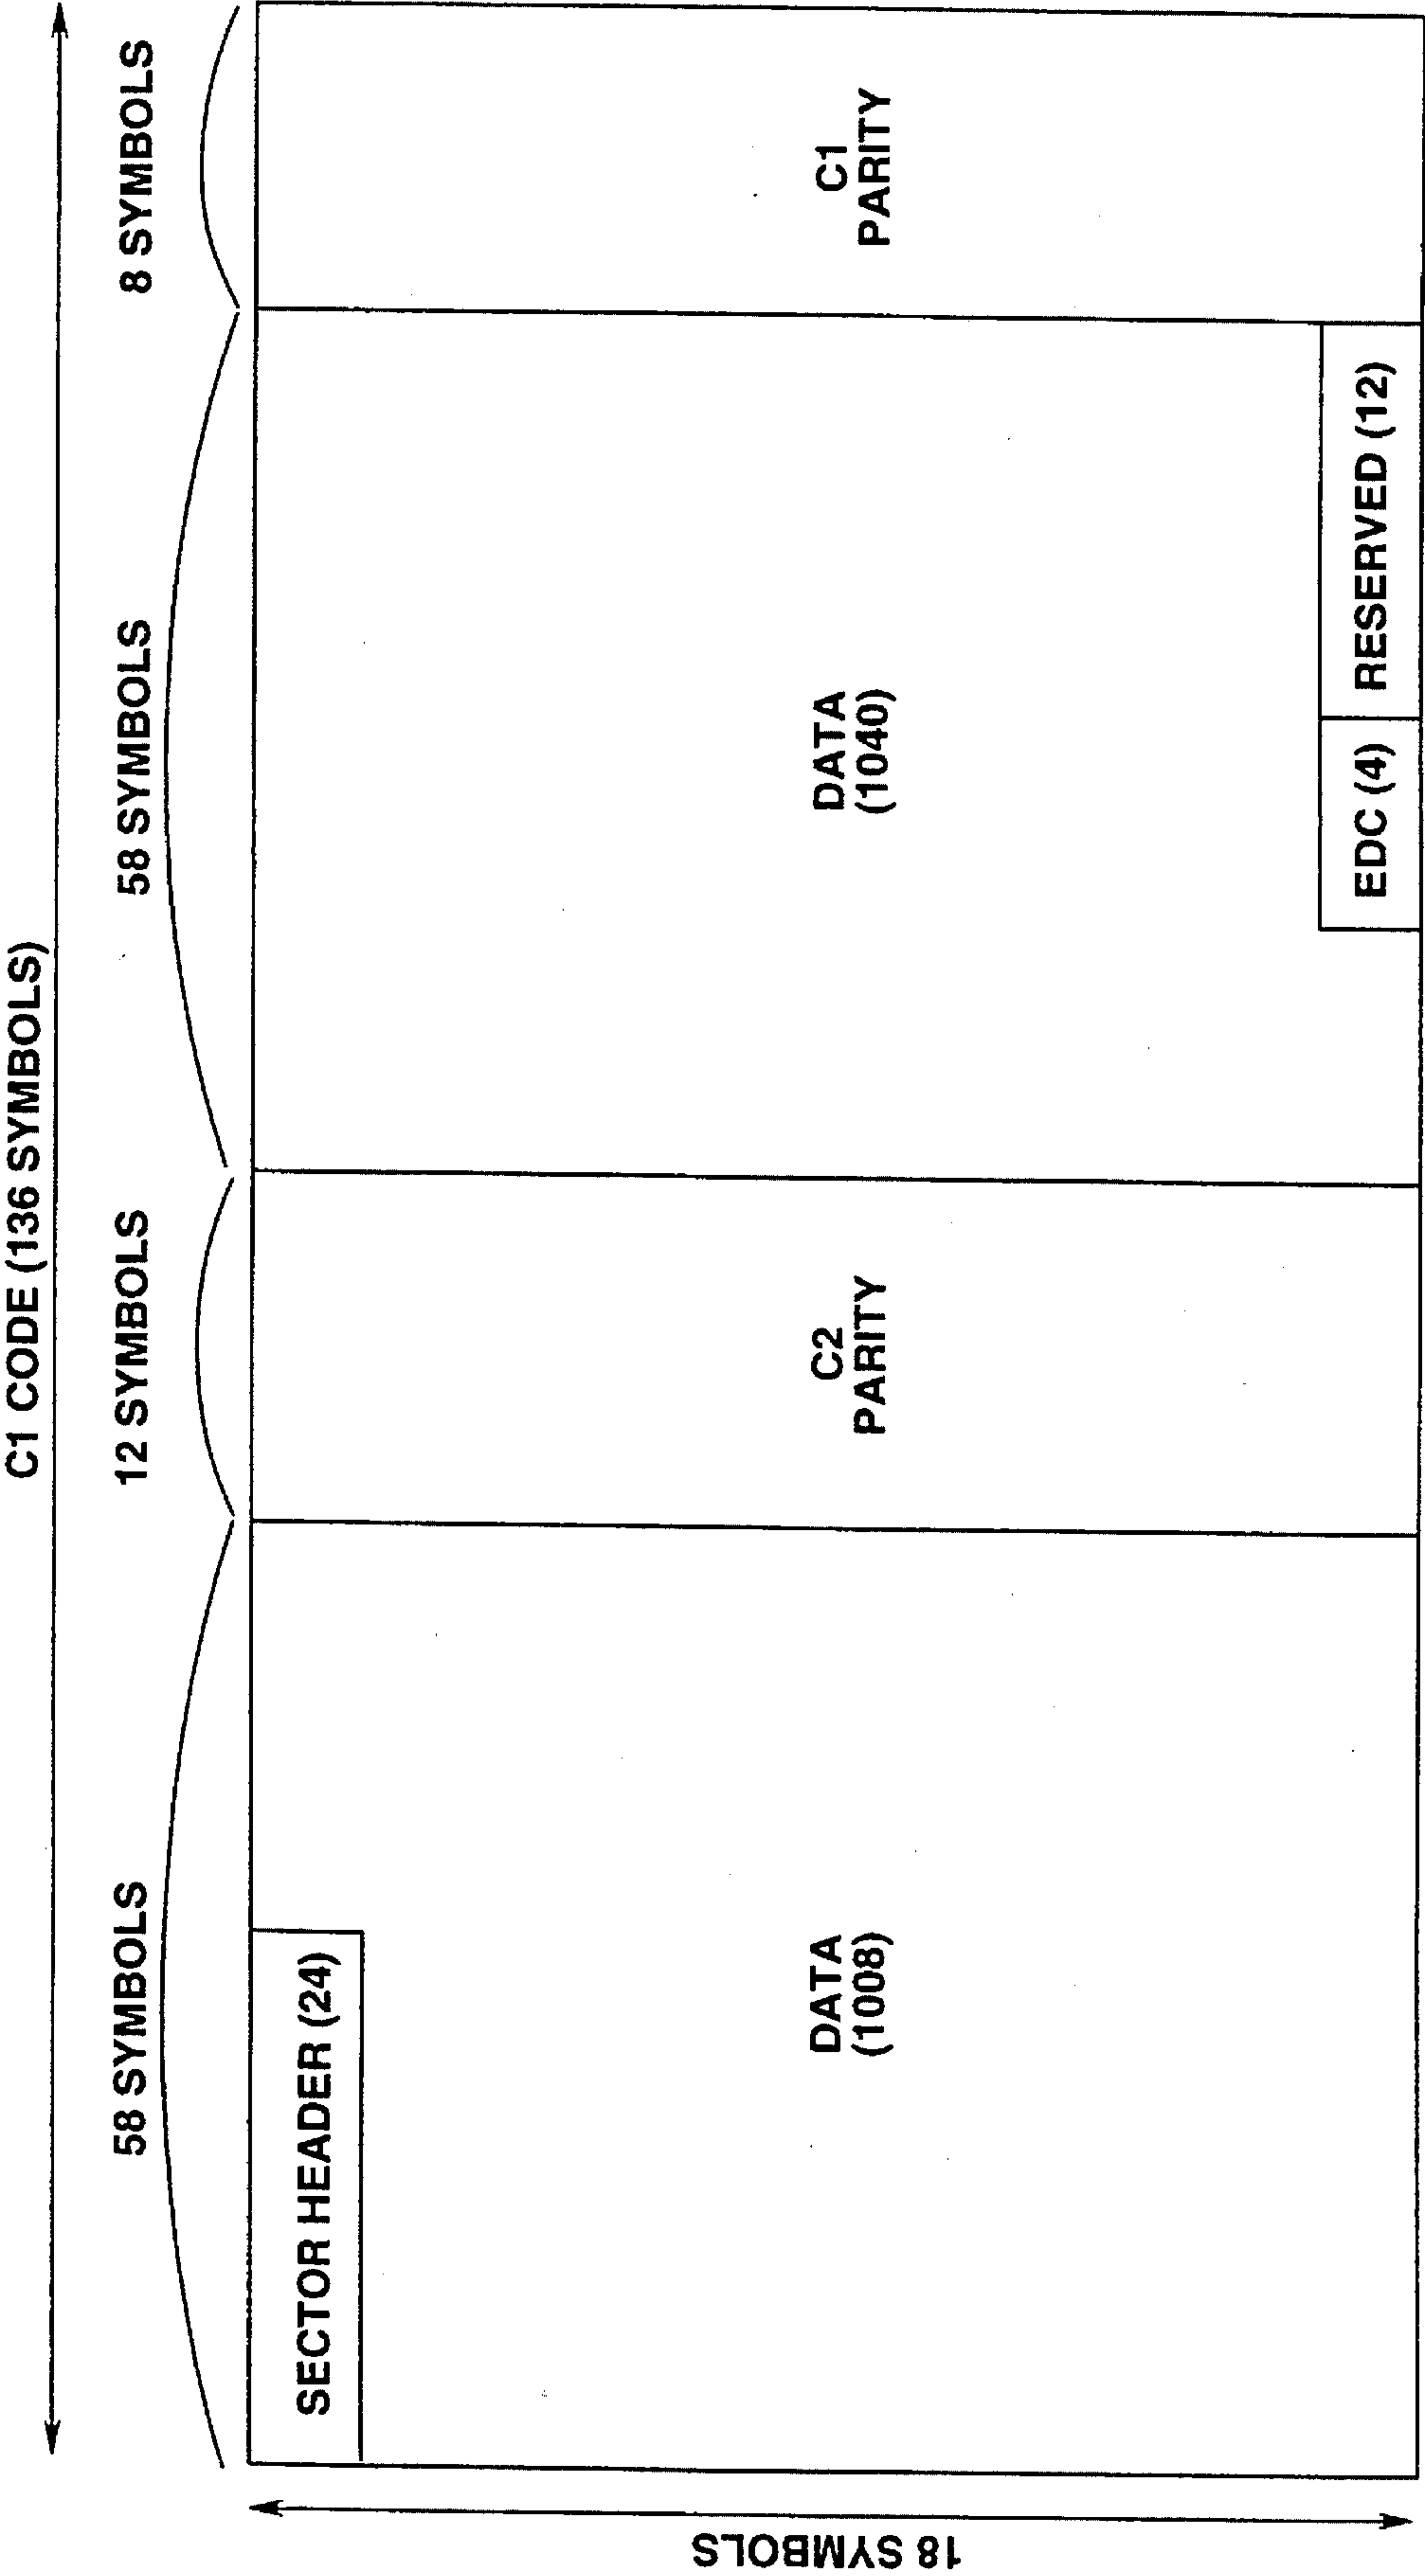 C1 CODE (136 SYMBOLS)
58 SYMBOLS
12 SYMBOLS
58 SYMBOLS
8 SYMBOLS
18 SYMBOLS
SECTOR HEADER (24)
DATA
(1008)
C2
PARITY
DATA
(1040)
C1
PARITY
EDC (4)
RESERVED (12)